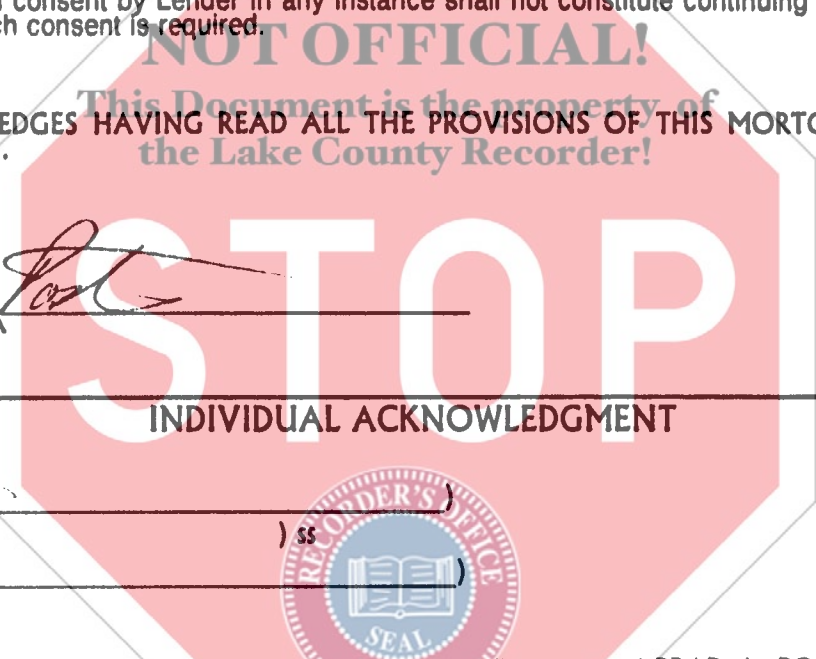 consent by Lender in any instance shall not constitute continuing
ch consent is required.
NOT OFFICIAL!
This Document is the property of
the Lake County Recorder!
EDGES HAVING READ ALL THE PROVISIONS OF THIS MORTG
STOP
INDIVIDUAL ACKNOWLEDGMENT
)
) ss
)
RECORDER'S OFFICE
SEAL